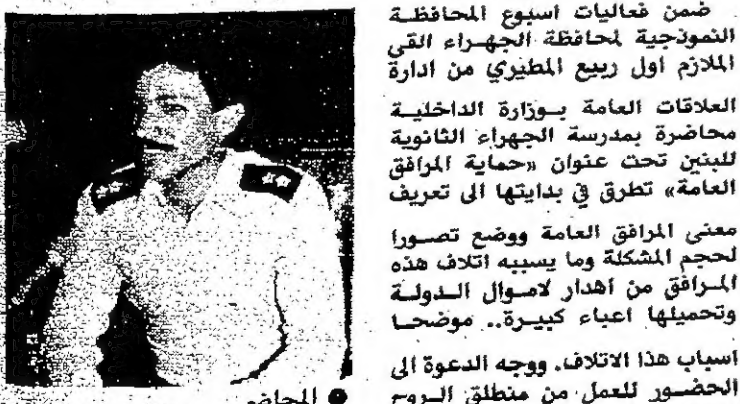 ضمن فعاليات اسبوع المحافظة
النموذجية لمحافظة الجهراء القى
الملازم اول ربيع المطيري من ادارة
العلاقات العامة بوزارة الداخلية
محاضرة بمدرسة الجهراء الثانوية
للبنين تحت عنوان «حماية المرافق
العامة» تطرق في بدايتها الى تعريف
معنى المرافق العامة ووضع تصورا
لحجم المشكلة وما يسببه اتلاف هذه
المرافق من اهدار لاموال الدولة
وتحميلها اعباء كبيرة.. موضحا
اسباب هذا الاتلاف. ووجه الدعوة الى
الحضور للعمل من منطلق الروح
● المحاضر